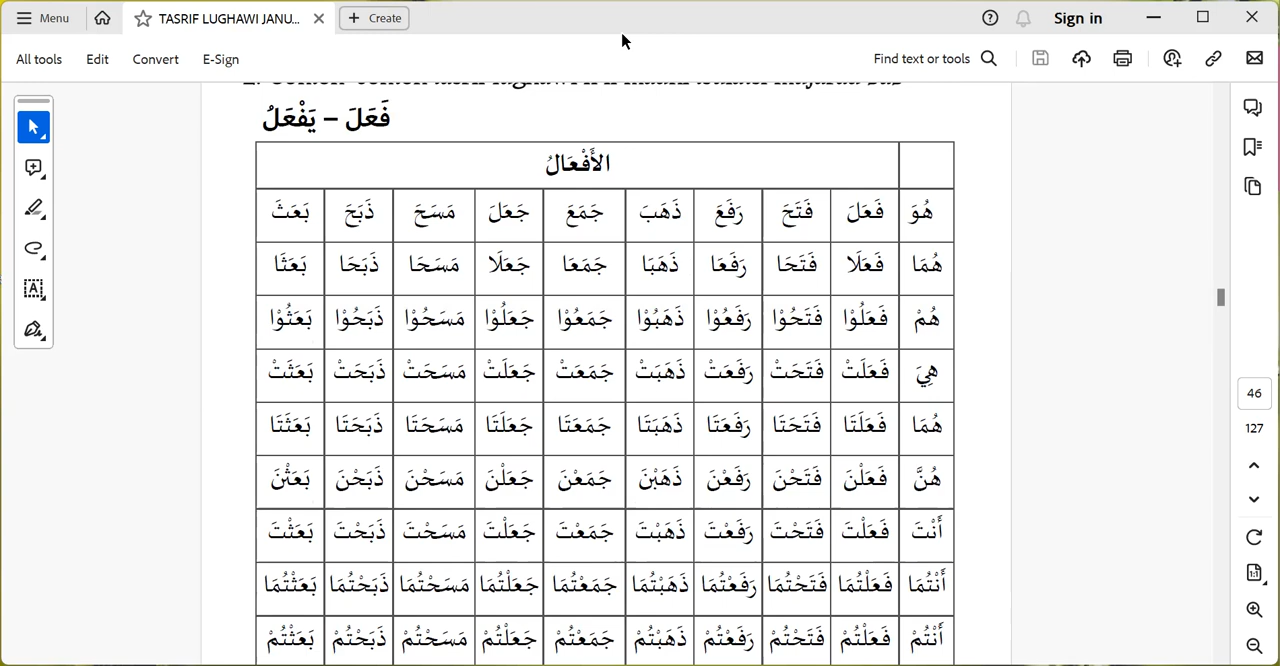 Menu
TASRIF LUGHAWI JANU...
Create
Sign in
All tools Edit Convert E-Sign
Find text or tools
فَعَلَ – يَفْعَلُ
الأَفْعَالُ
هُوَ فَعَلَ فَتَحَ رَفَعَ ذَهَبَ جَمَعَ جَعَلَ مَسَحَ ذَبَحَ بَعَثَ
هُمَا فَعَلَا فَتَحَا رَفَعَا ذَهَبَا جَمَعَا جَعَلَا مَسَحَا ذَبَحَا بَعَثَا
هُمْ فَعَلُوْا فَتَحُوْا رَفَعُوْا ذَهَبُوْا جَمَعُوْا جَعَلُوْا مَسَحُوْا ذَبَحُوْا بَعَثُوْا
هِيَ فَعَلَتْ فَتَحَتْ رَفَعَتْ ذَهَبَتْ جَمَعَتْ جَعَلَتْ مَسَحَتْ ذَبَحَتْ بَعَثَتْ
هُمَا فَعَلَتَا فَتَحَتَا رَفَعَتَا ذَهَبَتَا جَمَعَتَا جَعَلَتَا مَسَحَتَا ذَبَحَتَا بَعَثَتَا
هُنَّ فَعَلْنَ فَتَحْنَ رَفَعْنَ ذَهَبْنَ جَمَعْنَ جَعَلْنَ مَسَحْنَ ذَبَحْنَ بَعَثْنَ
أَنْتَ فَعَلْتَ فَتَحْتَ رَفَعْتَ ذَهَبْتَ جَمَعْتَ جَعَلْتَ مَسَحْتَ ذَبَحْتَ بَعَثْتَ
أَنْتُمَا فَعَلْتُمَا فَتَحْتُمَا رَفَعْتُمَا ذَهَبْتُمَا جَمَعْتُمَا جَعَلْتُمَا مَسَحْتُمَا ذَبَحْتُمَا بَعَثْتُمَا
أَنْتُمْ فَعَلْتُمْ فَتَحْتُمْ رَفَعْتُمْ ذَهَبْتُمْ جَمَعْتُمْ جَعَلْتُمْ مَسَحْتُمْ ذَبَحْتُمْ بَعَثْتُمْ
46
127